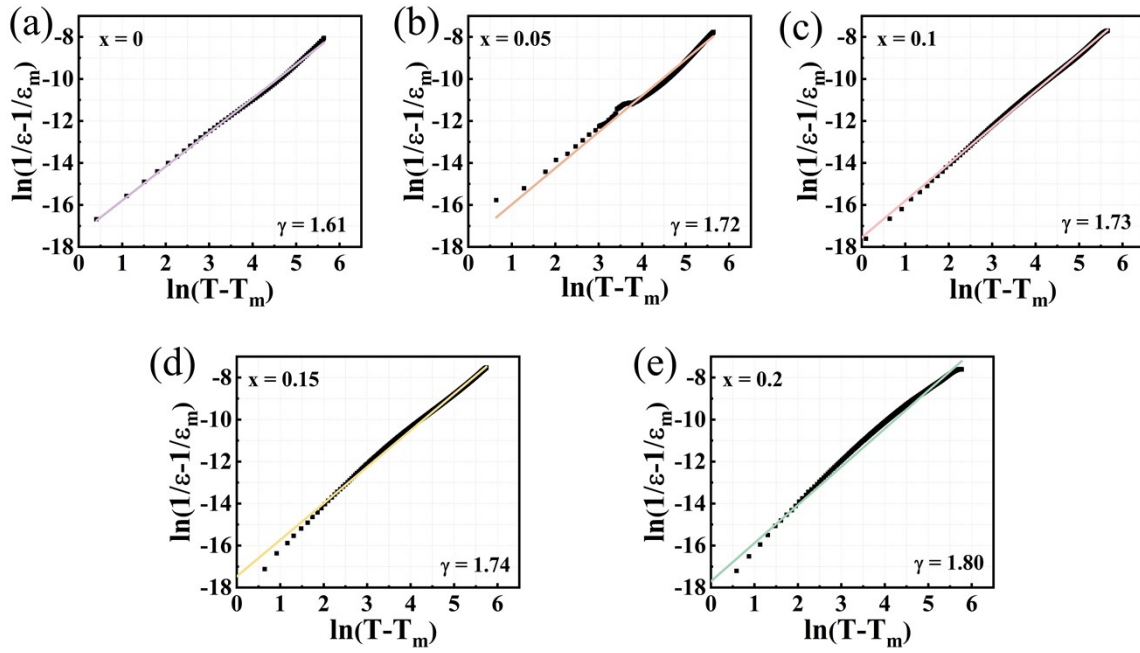 (a)
x = 0
γ = 1.61
ln(1/ε-1/εm)
-8
-10
-12
-14
-16
-18
0 1 2 3 4 5 6
ln(T-Tm)
(b)
x = 0.05
γ = 1.72
ln(1/ε-1/εm)
-8
-10
-12
-14
-16
-18
0 1 2 3 4 5 6
ln(T-Tm)
(c)
x = 0.1
γ = 1.73
ln(1/ε-1/εm)
-8
-10
-12
-14
-16
-18
0 1 2 3 4 5 6
ln(T-Tm)
(d)
x = 0.15
γ = 1.74
ln(1/ε-1/εm)
-8
-10
-12
-14
-16
-18
0 1 2 3 4 5 6
ln(T-Tm)
(e)
x = 0.2
γ = 1.80
ln(1/ε-1/εm)
-8
-10
-12
-14
-16
-18
0 1 2 3 4 5 6
ln(T-Tm)